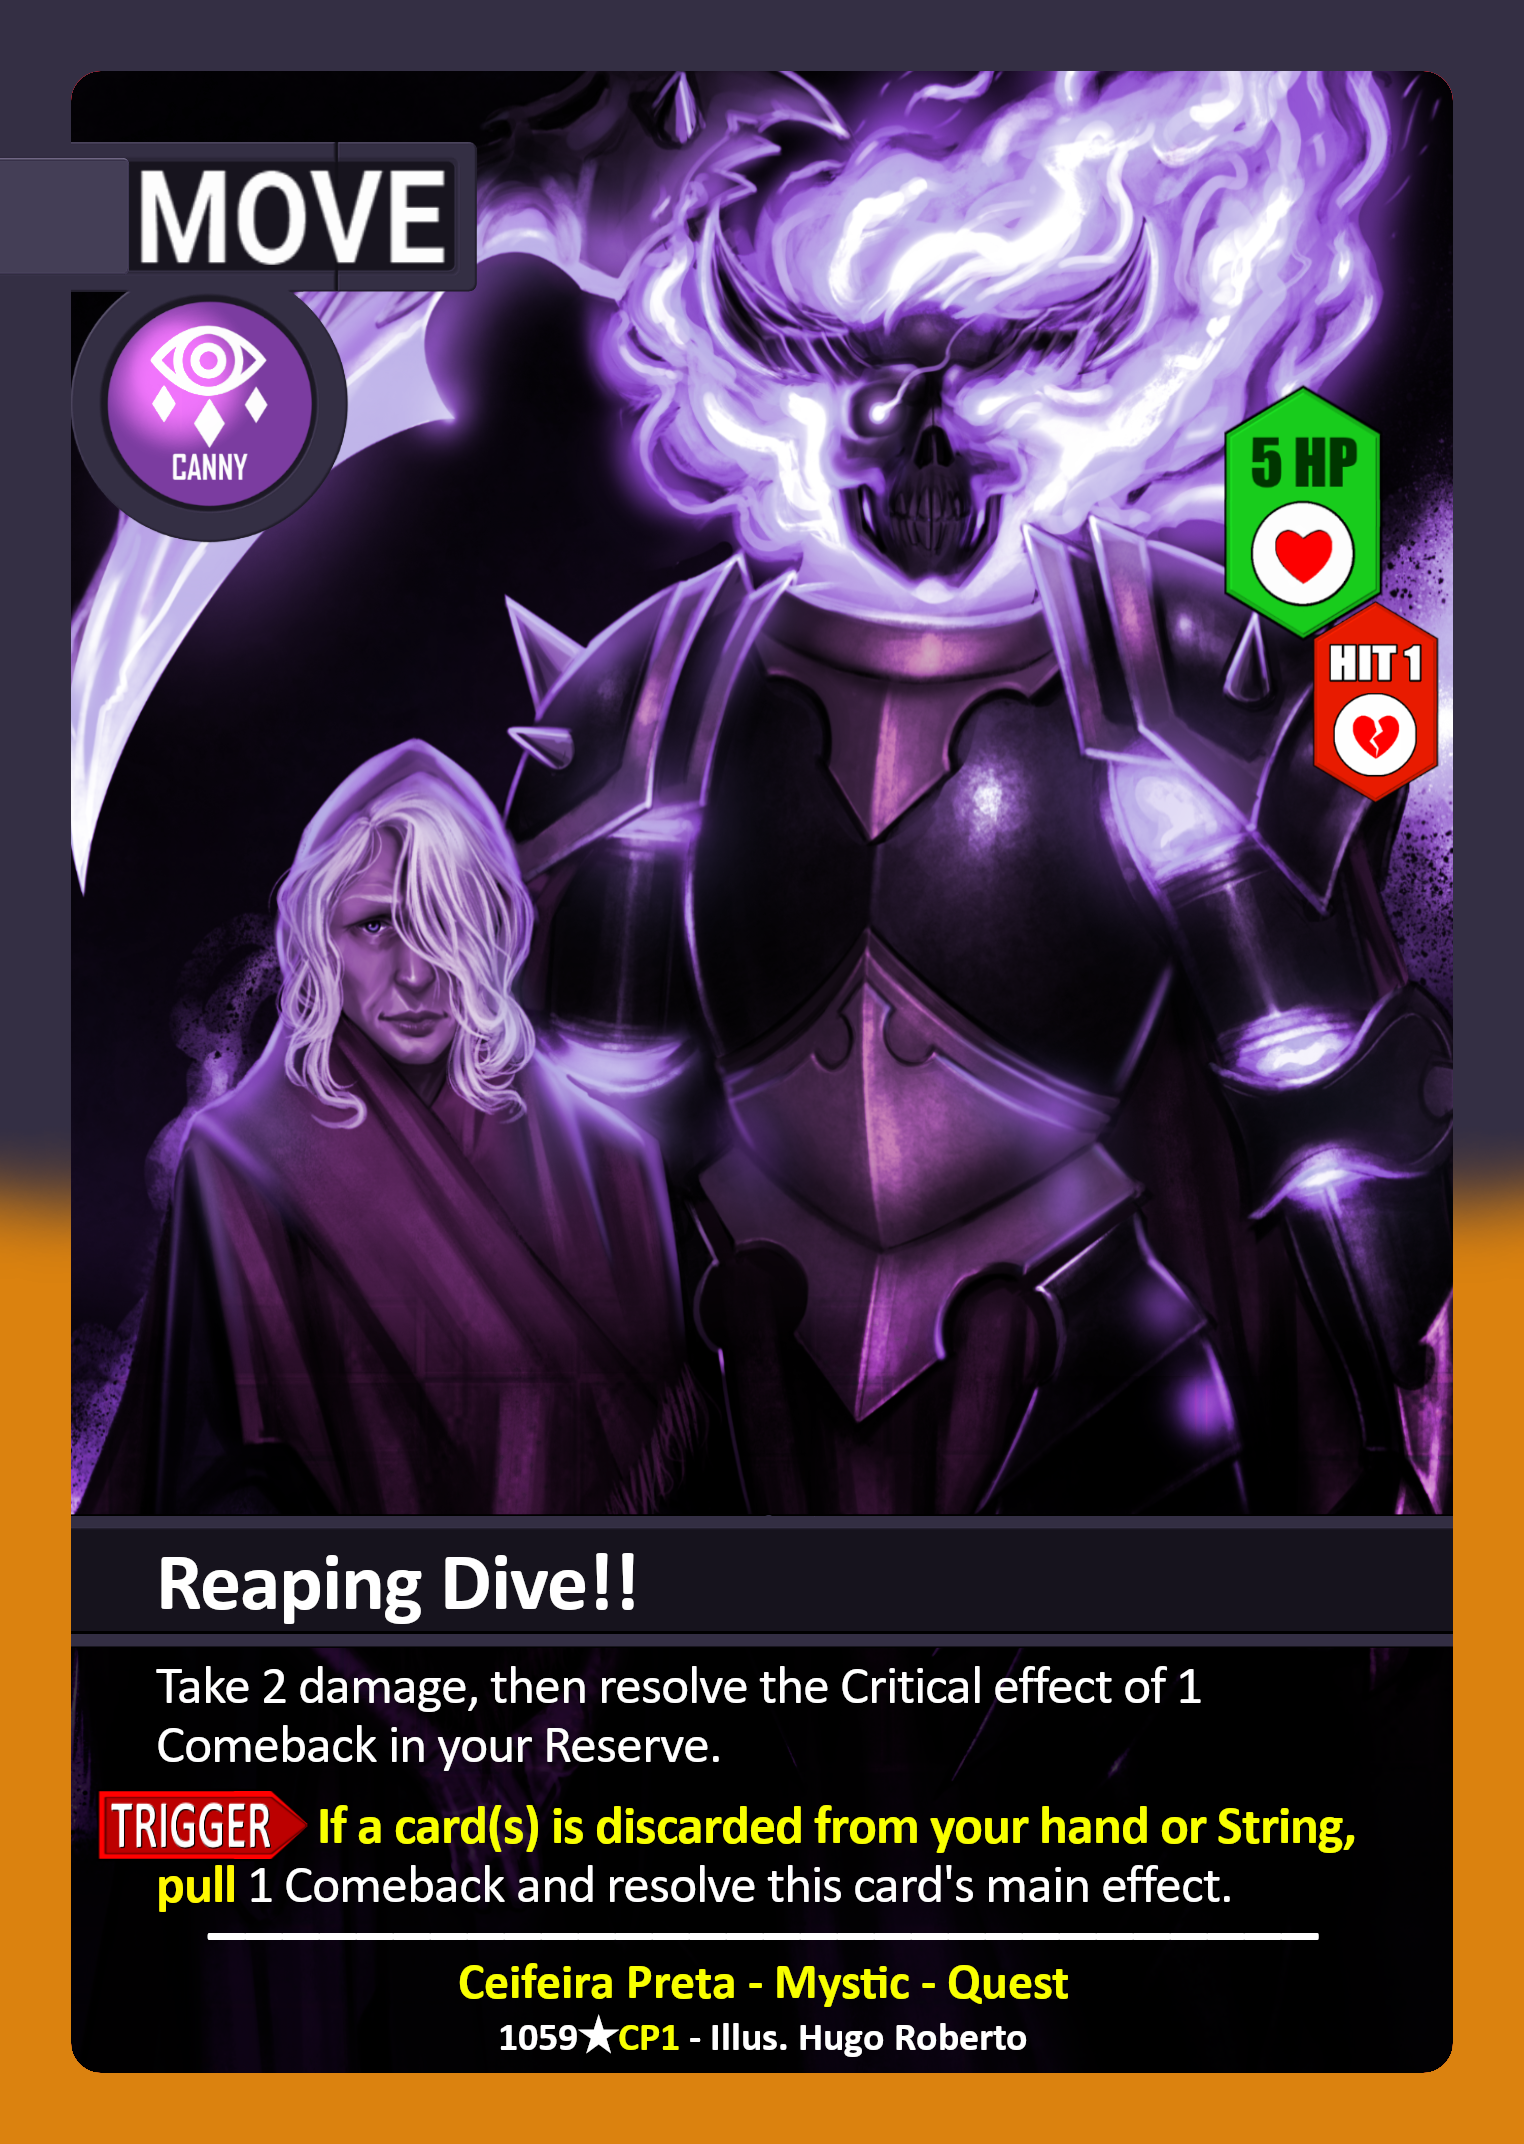 MOVE
CANNY
5 HP
HIT 1
Reaping Dive!!
Take 2 damage, then resolve the Critical effect of 1
Comeback in your Reserve.
TRIGGER If a card(s) is discarded from your hand or String,
pull 1 Comeback and resolve this card's main effect.
Ceifeira Preta - Mystic - Quest
1059★CP1 - Illus. Hugo Roberto